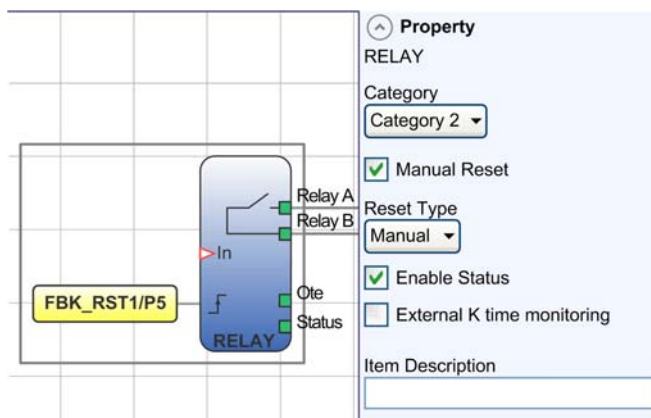 Property
RELAY
Category
Category 2
Manual Reset
Reset Type
Manual
Enable Status
External K time monitoring
Item Description
Relay A
Relay B
In
FBK_RST1/P5
Ote
Status
RELAY